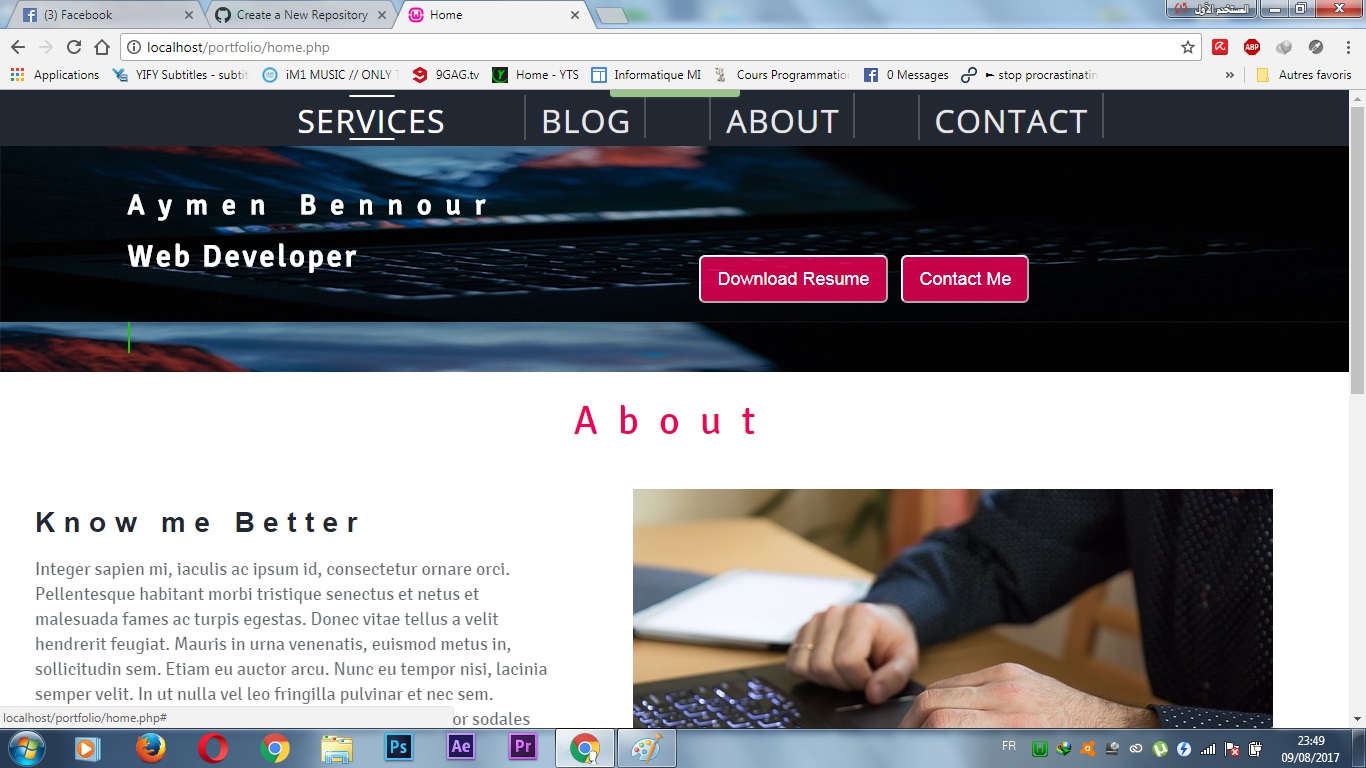 (3) Facebook
Create a New Repository
Home
المستخدم الأول
localhost/portfolio/home.php
ABP
Applications
YIFY Subtitles - subtit
iM1 MUSIC // ONLY T
9GAG.tv
Home - YTS
Informatique MI
Cours Programmation
0 Messages
► stop procrastinatin
»
Autres favoris
SERVICES
BLOG
ABOUT
CONTACT
Aymen Bennour
Web Developer
Download Resume
Contact Me
About
Know me Better
Integer sapien mi, iaculis ac ipsum id, consectetur ornare orci.
Pellentesque habitant morbi tristique senectus et netus et
malesuada fames ac turpis egestas. Donec vitae tellus a velit
hendrerit feugiat. Mauris in urna venenatis, euismod metus in,
sollicitudin sem. Etiam eu auctor arcu. Nunc eu tempor nisi, lacinia
semper velit. In ut nulla vel leo fringilla pulvinar et nec sem.
or sodales
localhost/portfolio/home.php#
Ps
Ae
Pr
FR
23:49
09/08/2017